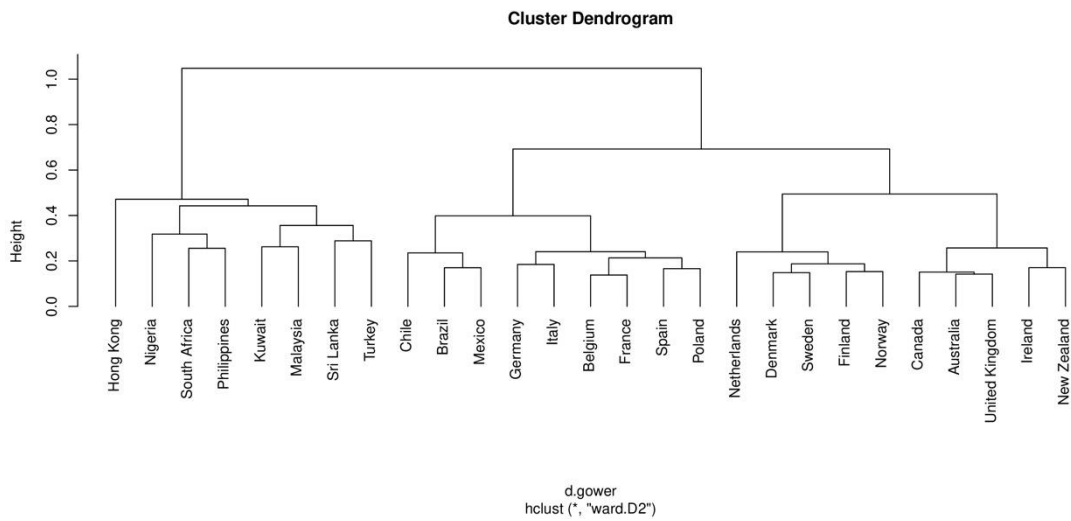 Cluster Dendrogram
Height
0.0
0.2
0.4
0.6
0.8
1.0
Hong Kong
Nigeria
South Africa
Philippines
Kuwait
Malaysia
Sri Lanka
Turkey
Chile
Brazil
Mexico
Germany
Italy
Belgium
France
Spain
Poland
Netherlands
Denmark
Sweden
Finland
Norway
Canada
Australia
United Kingdom
Ireland
New Zealand
d.gower
hclust (*, "ward.D2")